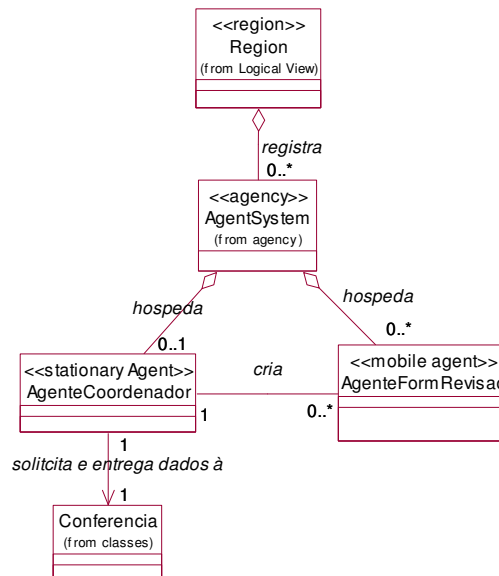 <<region>>
Region
(from Logical View)
registra
0..*
<<agency>>
AgentSystem
(from agency)
hospeda
hospeda
0..1
0..*
<<stationary Agent>>
AgenteCoordenador
cria
<<mobile agent>>
AgenteFormRevisac
1
0..*
1
solitcita e entrega dados à
1
Conferencia
(from classes)